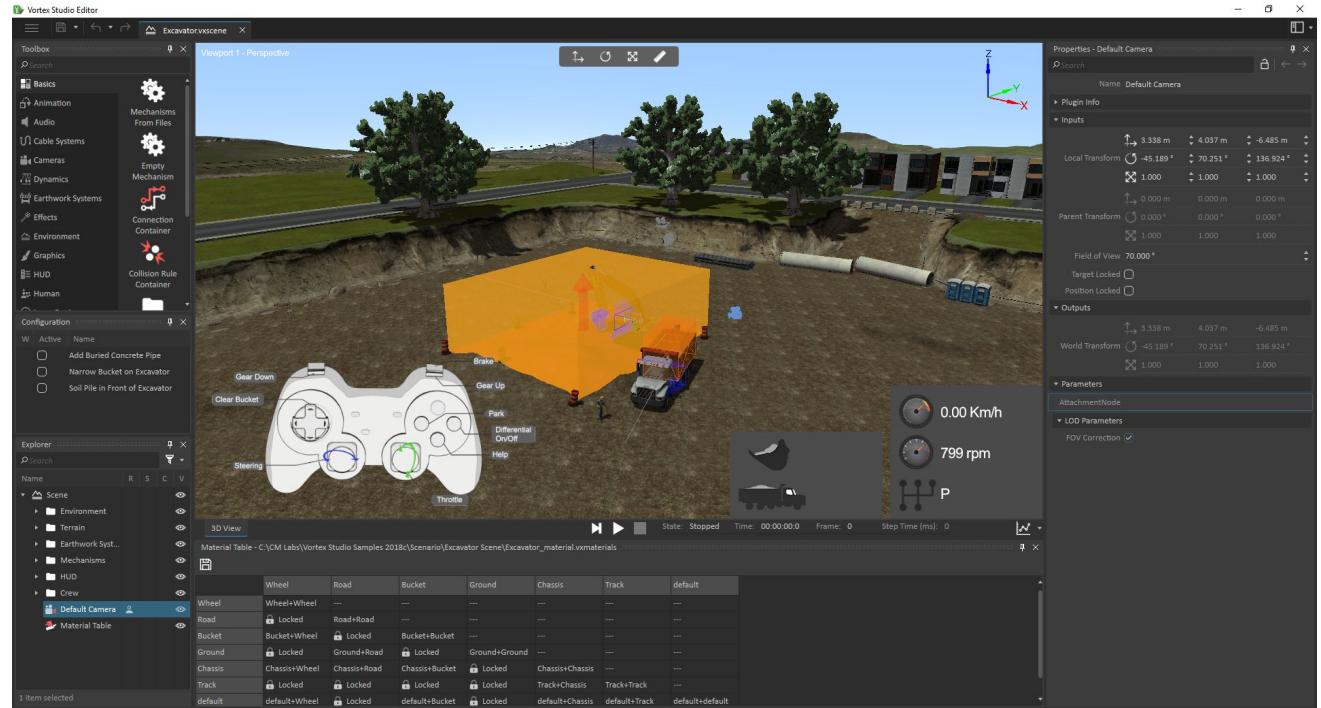 Vortex Studio Editor
Excavator.vxscene
Toolbox
Search
Basics
Animation
Audio
Cable Systems
Cameras
Dynamics
Earthwork Systems
Effects
Environment
Graphics
HUD
Human
Mechanisms From Files
Empty Mechanism
Connection Container
Collision Rule Container
Configuration
W Active Name
Add Buried Concrete Pipe
Narrow Bucket on Excavator
Soil Pile in Front of Excavator
Explorer
Search
Name R S C V
Scene
Environment
Terrain
Earthwork Syst...
Mechanisms
HUD
Crew
Default Camera
Material Table
1 item selected
Viewport 1 - Perspective
Z
Y
X
Brake
Gear Down
Gear Up
Clear Bucket
Park
Differential On/Off
Help
Steering
Throttle
0.00 Km/h
799 rpm
P
3D View
State: Stopped Time: 00:00:00:0 Frame: 0 Step Time (ms): 0
Material Table - C:\CM Labs\Vortex Studio Samples 2018c\Scenario\Excavator Scene\Excavator_material.vxmaterials
Wheel Road Bucket Ground Chassis Track default
Wheel Wheel+Wheel --- --- --- --- --- ---
Road Locked Road+Road --- --- --- --- ---
Bucket Bucket+Wheel Locked Bucket+Bucket --- --- --- ---
Ground Locked Ground+Road Locked Ground+Ground --- --- ---
Chassis Chassis+Wheel Chassis+Road Chassis+Bucket Locked Chassis+Chassis --- ---
Track Locked Locked Locked Locked Track+Chassis Track+Track ---
default default+Wheel Locked default+Bucket Locked default+Chassis default+Track default+default
Properties - Default Camera
Search
Name Default Camera
Plugin Info
Inputs
3.338 m 4.037 m -6.485 m
Local Transform -45.189 ° 70.251 ° 136.924 °
1.000 1.000 1.000
0.000 m 0.000 m 0.000 m
Parent Transform 0.000 ° 0.000 ° 0.000 °
1.000 1.000 1.000
Field of View 70.000 °
Target Locked
Position Locked
Outputs
3.338 m 4.037 m -6.485 m
World Transform -45.189 ° 70.251 ° 136.924 °
1.000 1.000 1.000
Parameters
AttachmentNode
LOD Parameters
FOV Correction